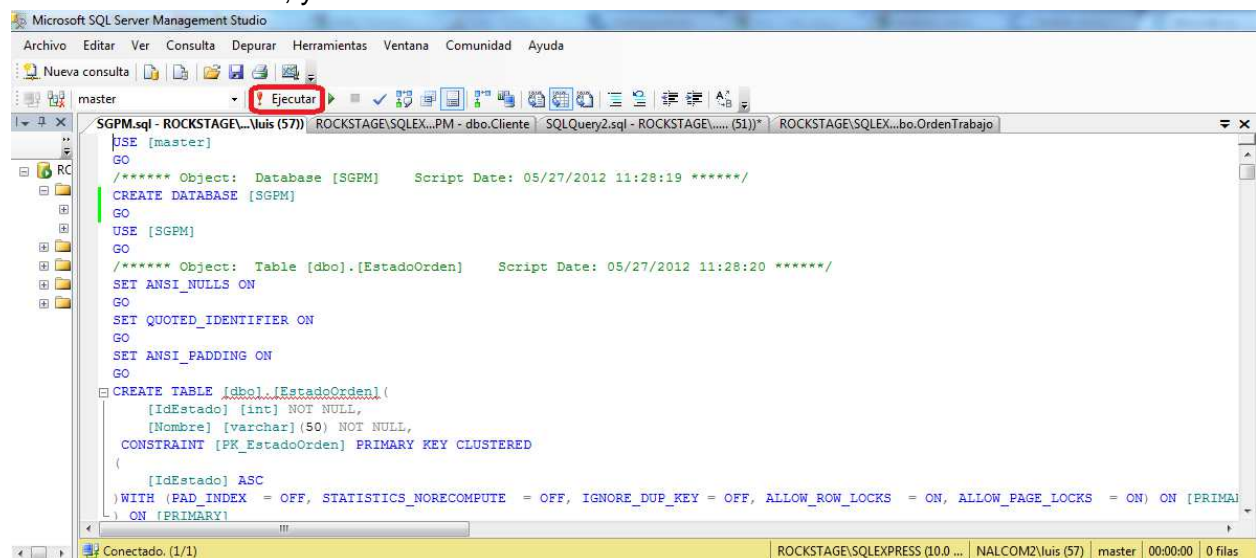 Microsoft SQL Server Management Studio
Archivo Editar Ver Consulta Depurar Herramientas Ventana Comunidad Ayuda
Nueva consulta
master Ejecutar
SGPM.sql - ROCKSTAGE\...\luis (57)) ROCKSTAGE\SQLEX...PM - dbo.Cliente SQLQuery2.sql - ROCKSTAGE\..... (51))* ROCKSTAGE\SQLEX...bo.OrdenTrabajo
USE [master]
GO
/****** Object: Database [SGPM] Script Date: 05/27/2012 11:28:19 ******/
CREATE DATABASE [SGPM]
GO
USE [SGPM]
GO
/****** Object: Table [dbo].[EstadoOrden] Script Date: 05/27/2012 11:28:20 ******/
SET ANSI_NULLS ON
GO
SET QUOTED_IDENTIFIER ON
GO
SET ANSI_PADDING ON
GO
CREATE TABLE [dbo].[EstadoOrden](
[IdEstado] [int] NOT NULL,
[Nombre] [varchar](50) NOT NULL,
CONSTRAINT [PK_EstadoOrden] PRIMARY KEY CLUSTERED
(
[IdEstado] ASC
)WITH (PAD_INDEX = OFF, STATISTICS_NORECOMPUTE = OFF, IGNORE_DUP_KEY = OFF, ALLOW_ROW_LOCKS = ON, ALLOW_PAGE_LOCKS = ON) ON [PRIMA
) ON [PRIMARY]
Conectado. (1/1) ROCKSTAGE\SQLEXPRESS (10.0 ... NALCOM2\luis (57) master 00:00:00 0 filas